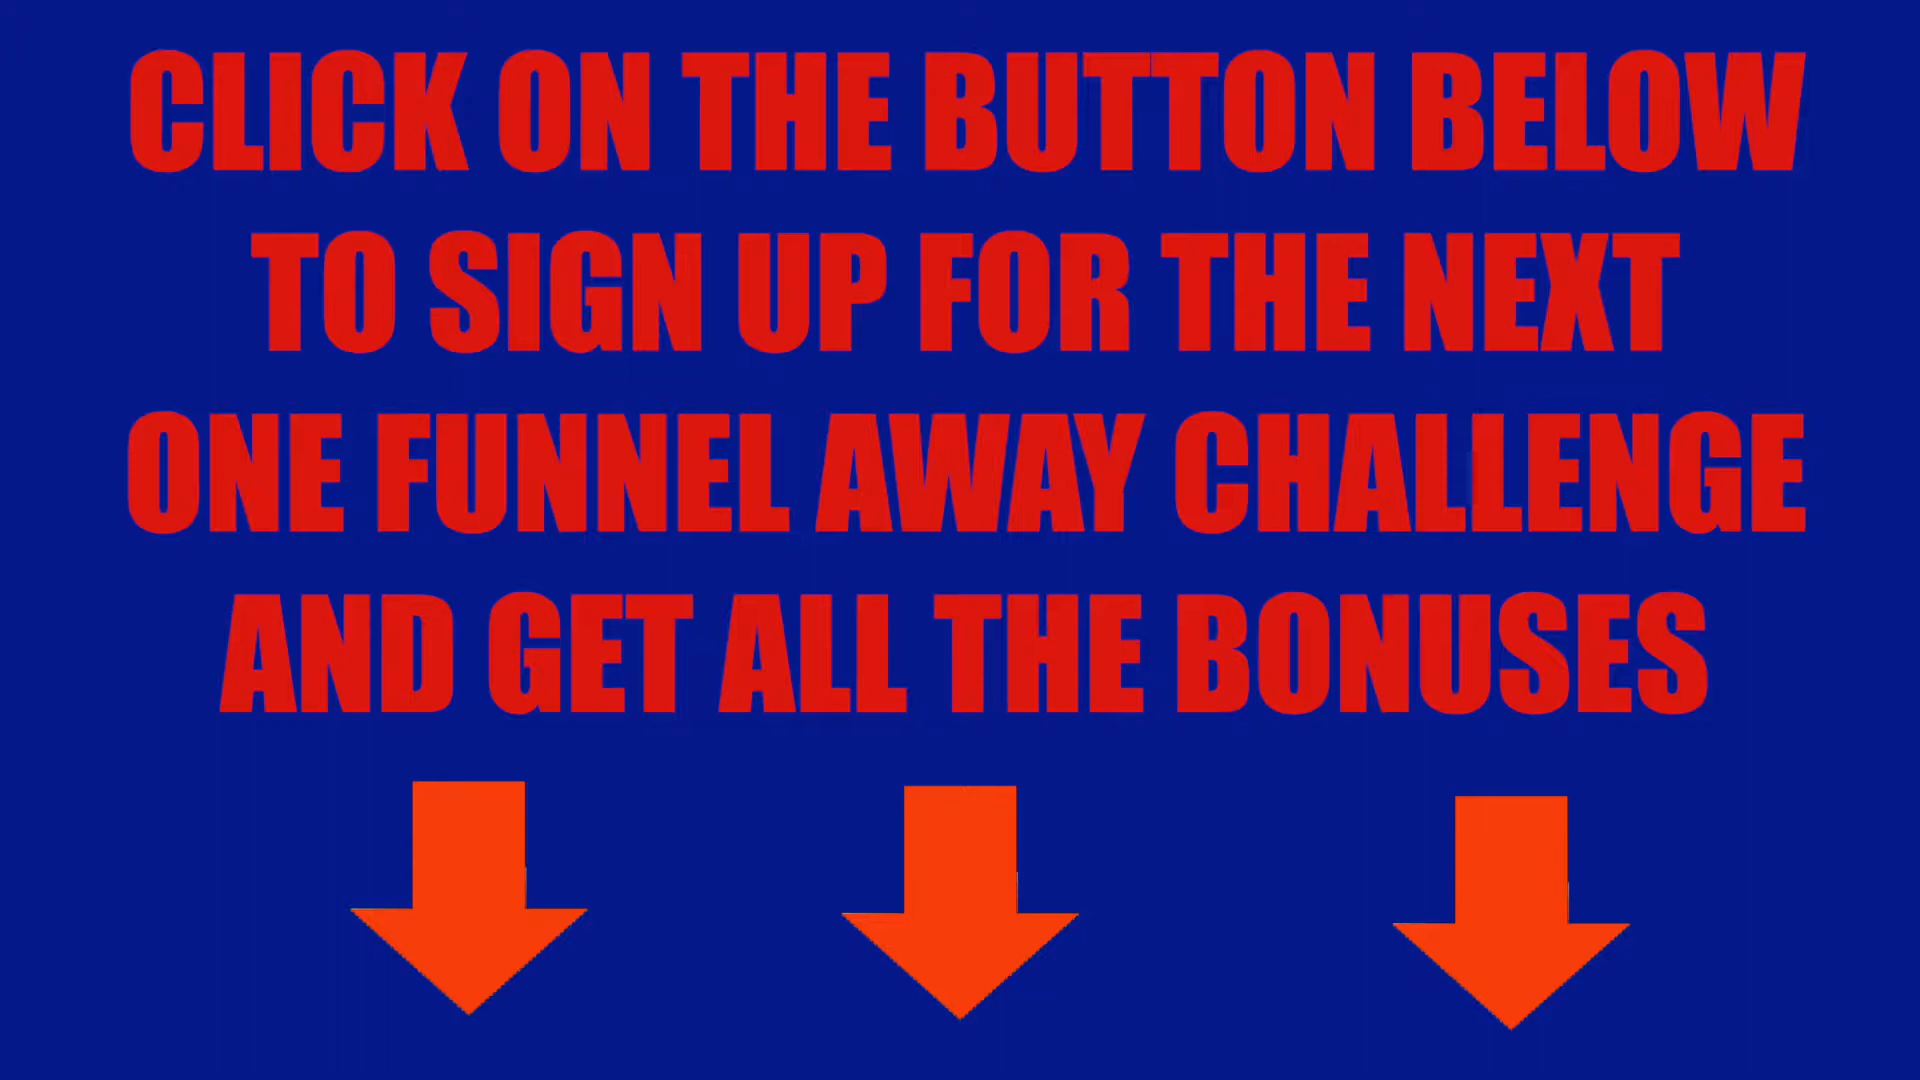 CLICK ON THE BUTTON BELOW
TO SIGN UP FOR THE NEXT
ONE FUNNEL AWAY CHALLENGE
AND GET ALL THE BONUSES